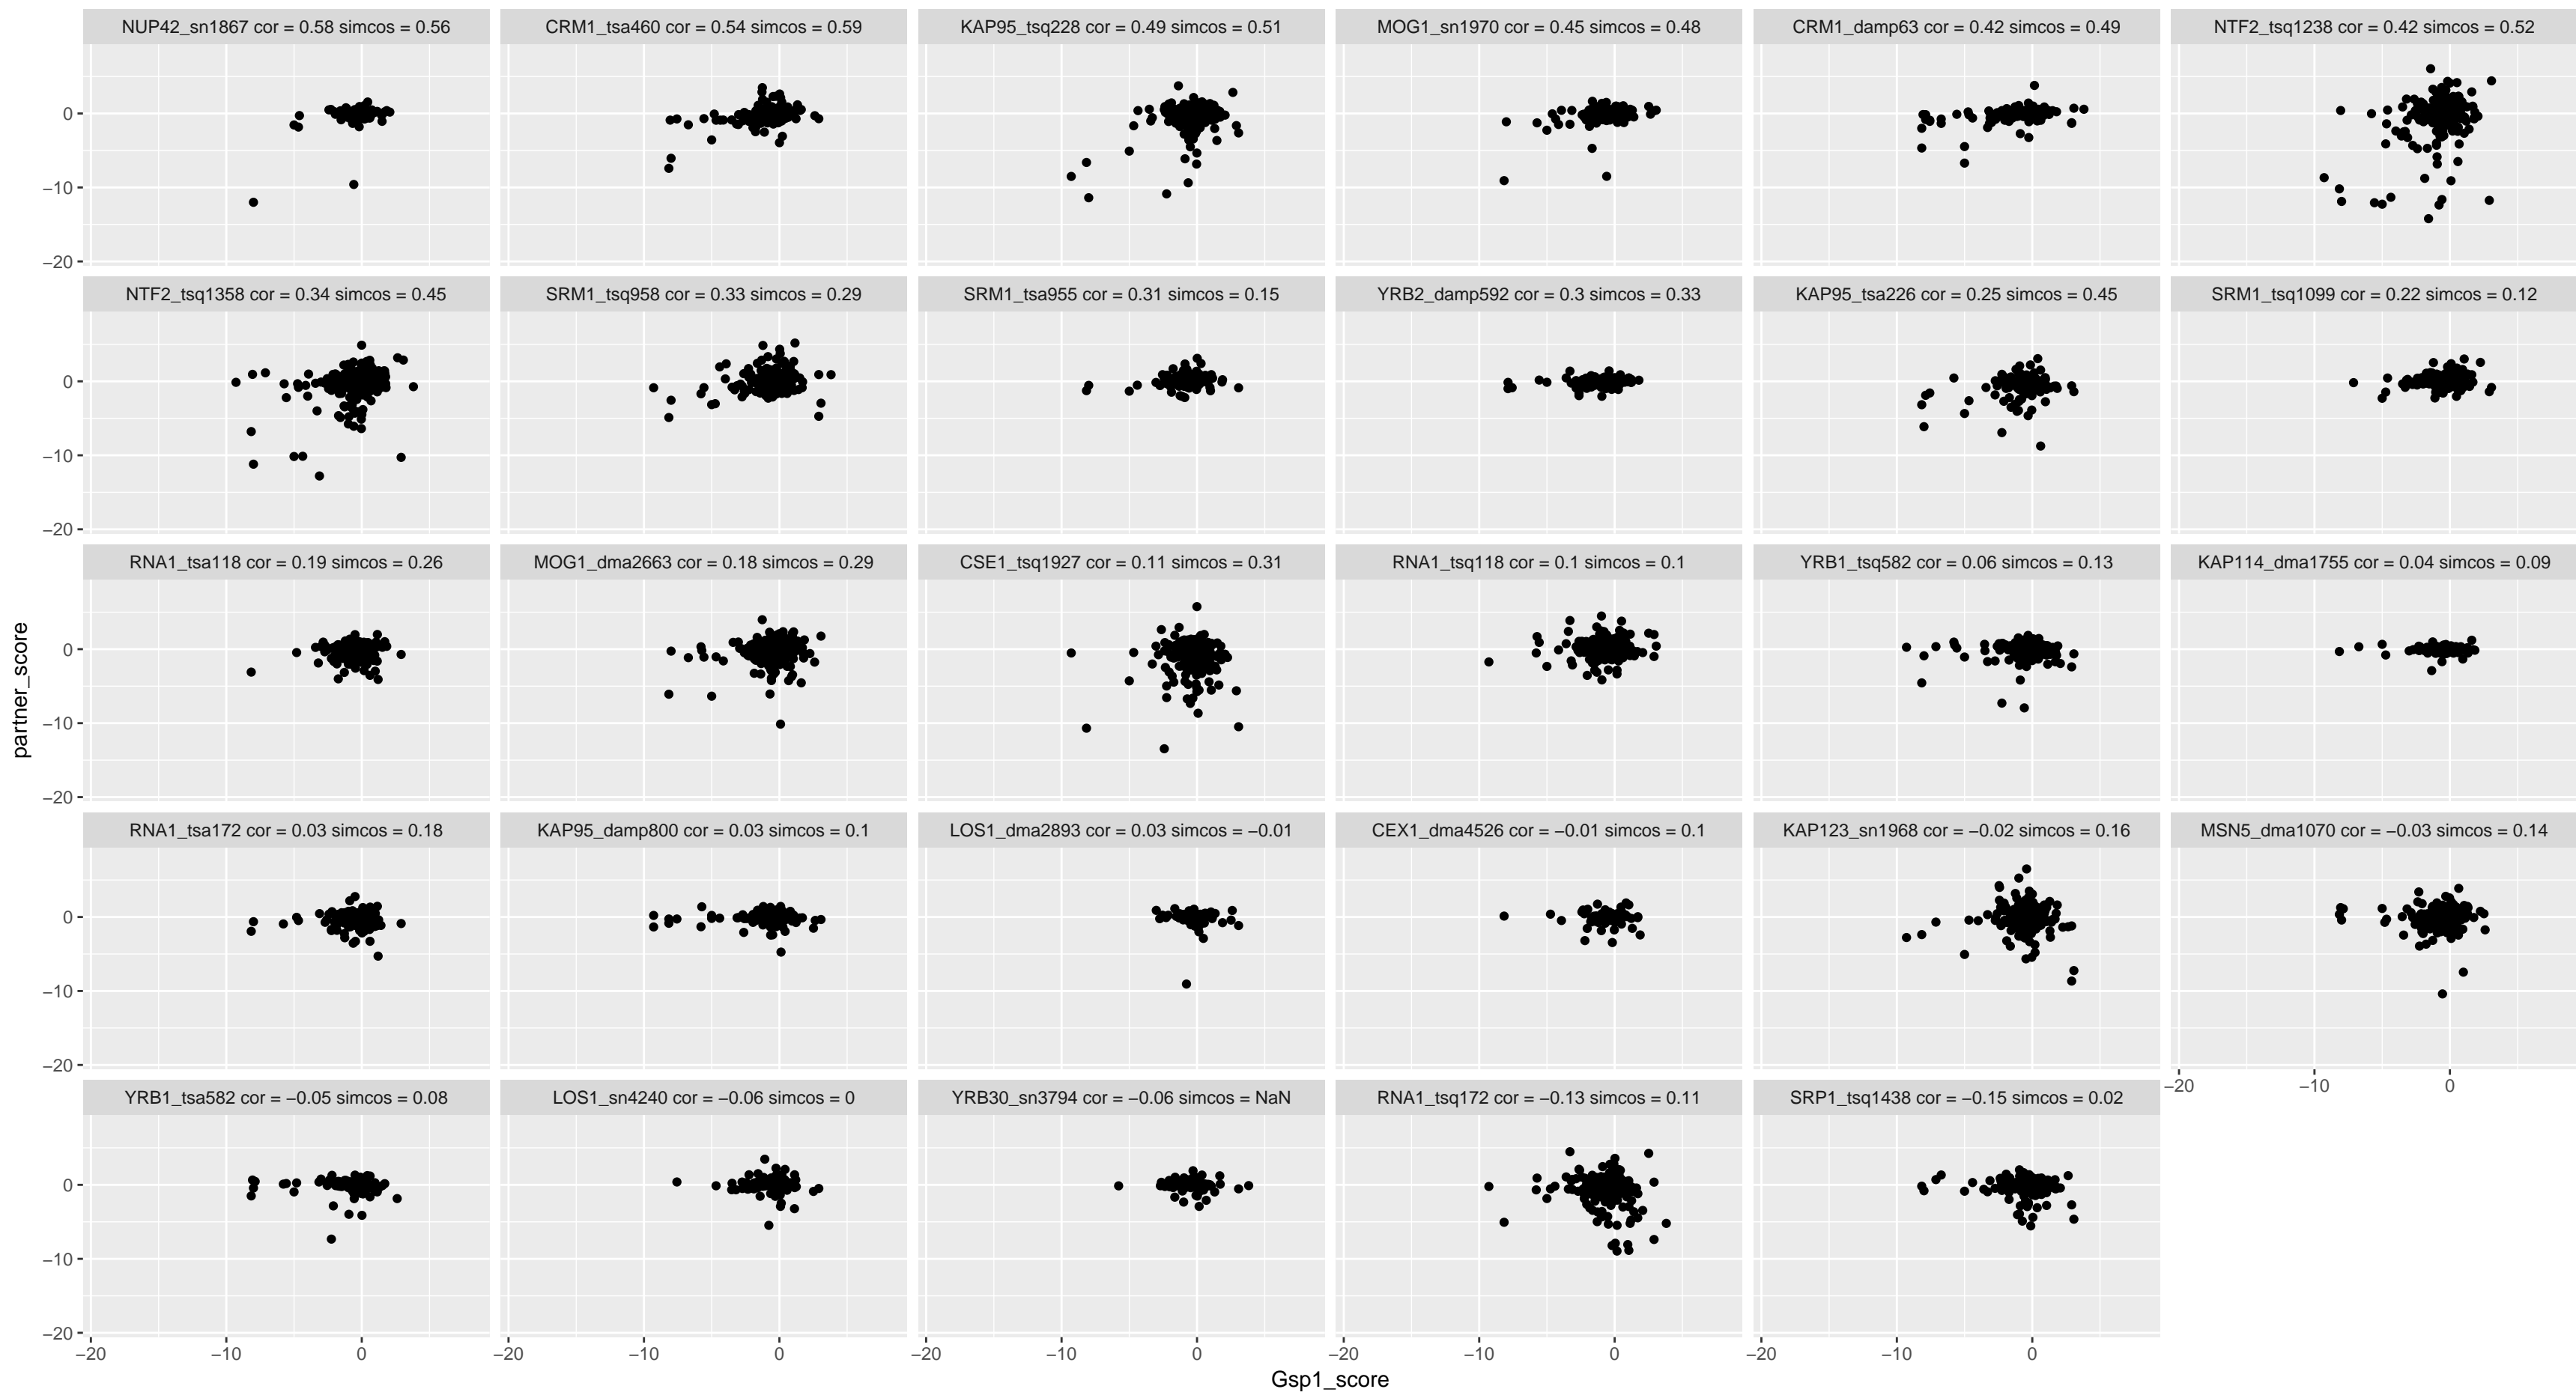 NUP42_sn1867 cor = 0.58 simcos = 0.56
CRM1_tsa460 cor = 0.54 simcos = 0.59
KAP95_tsq228 cor = 0.49 simcos = 0.51
MOG1_sn1970 cor = 0.45 simcos = 0.48
CRM1_damp63 cor = 0.42 simcos = 0.49
NTF2_tsq1238 cor = 0.42 simcos = 0.52
0
−10
−20
NTF2_tsq1358 cor = 0.34 simcos = 0.45
SRM1_tsq958 cor = 0.33 simcos = 0.29
SRM1_tsa955 cor = 0.31 simcos = 0.15
YRB2_damp592 cor = 0.3 simcos = 0.33
KAP95_tsa226 cor = 0.25 simcos = 0.45
SRM1_tsq1099 cor = 0.22 simcos = 0.12
0
−10
−20
RNA1_tsa118 cor = 0.19 simcos = 0.26
MOG1_dma2663 cor = 0.18 simcos = 0.29
CSE1_tsq1927 cor = 0.11 simcos = 0.31
RNA1_tsq118 cor = 0.1 simcos = 0.1
YRB1_tsq582 cor = 0.06 simcos = 0.13
KAP114_dma1755 cor = 0.04 simcos = 0.09
partner_score
0
−10
−20
RNA1_tsa172 cor = 0.03 simcos = 0.18
KAP95_damp800 cor = 0.03 simcos = 0.1
LOS1_dma2893 cor = 0.03 simcos = −0.01
CEX1_dma4526 cor = −0.01 simcos = 0.1
KAP123_sn1968 cor = −0.02 simcos = 0.16
MSN5_dma1070 cor = −0.03 simcos = 0.14
0
−10
−20
−20 −10 0
YRB1_tsa582 cor = −0.05 simcos = 0.08
LOS1_sn4240 cor = −0.06 simcos = 0
YRB30_sn3794 cor = −0.06 simcos = NaN
RNA1_tsq172 cor = −0.13 simcos = 0.11
SRP1_tsq1438 cor = −0.15 simcos = 0.02
0
−10
−20
−20 −10 0
−20 −10 0
−20 −10 0
−20 −10 0
−20 −10 0
Gsp1_score